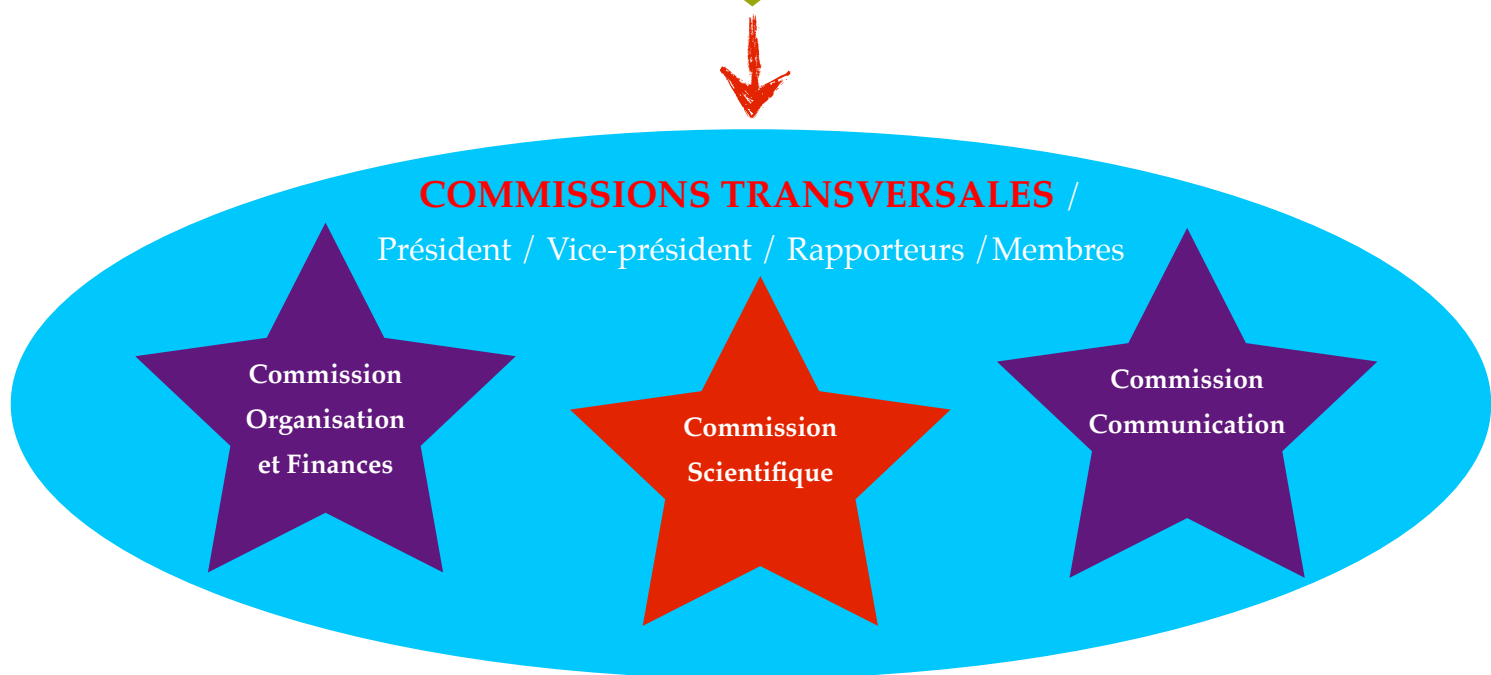 COMMISSIONS TRANSVERSALES /
Président / Vice-président / Rapporteurs /Membres
Commission
Organisation
et Finances
Commission
Scientifique
Commission
Communication